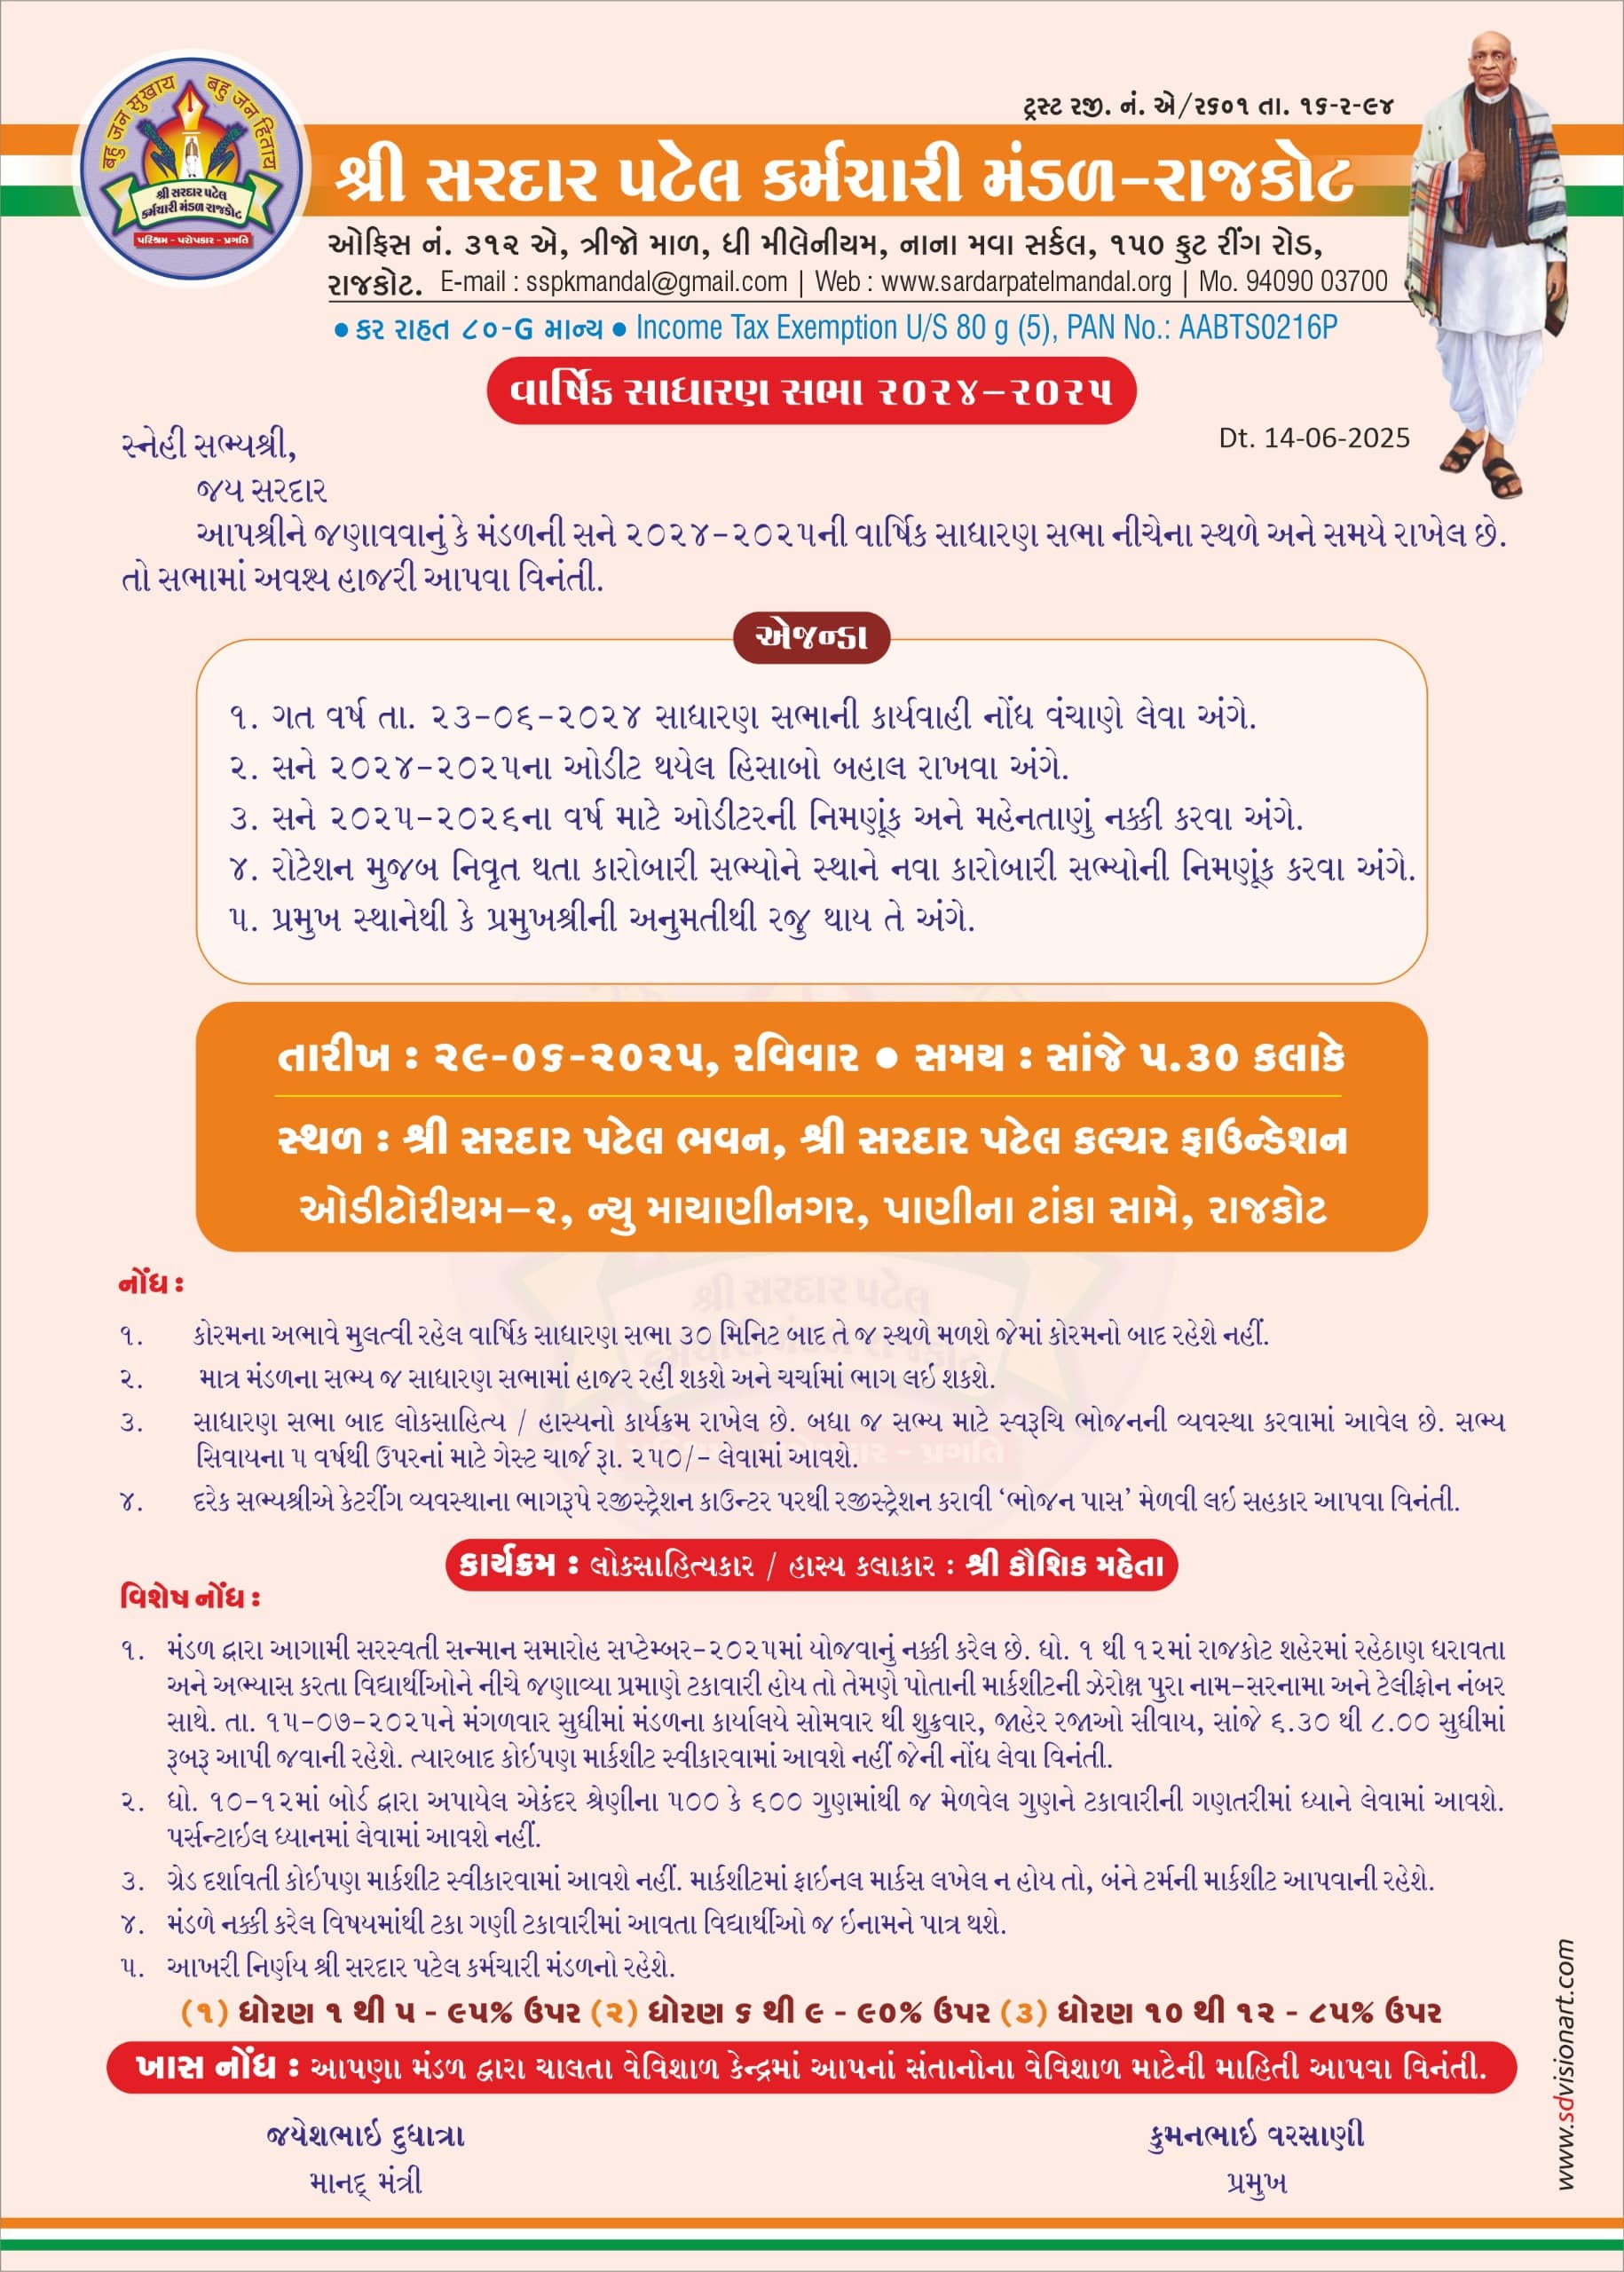 बहु जन सुखाय बहु जन हिताय
શ્રી સરદાર પટેલ
કર્મચારી મંડળ રાજકોટ
પરિશ્રમ - પરોપકાર - પ્રગતિ
ટ્રસ્ટ રજી. નં. એ/૨૬૦૧ તા. ૧૬-૨-૯૪
શ્રી સરદાર પટેલ કર્મચારી મંડળ-રાજકોટ
ઓફિસ નં. ૩૧૨ એ, ત્રીજો માળ, ધી મીલેનીયમ, નાના મવા સર્કલ, ૧૫૦ ફુટ રીંગ રોડ,
રાજકોટ. E-mail : sspkmandal@gmail.com | Web : www.sardarpatelmandal.org | Mo. 94090 03700
• કર રાહત ૮૦-G માન્ય • Income Tax Exemption U/S 80 g (5), PAN No.: AABTS0216P
વાર્ષિક સાધારણ સભા ૨૦૨૪-૨૦૨૫
Dt. 14-06-2025
સ્નેહી સભ્યશ્રી,
જય સરદાર
આપશ્રીને જણાવવાનું કે મંડળની સને ૨૦૨૪-૨૦૨૫ની વાર્ષિક સાધારણ સભા નીચેના સ્થળે અને સમયે રાખેલ છે.
તો સભામાં અવશ્ય હાજરી આપવા વિનંતી.
એજન્ડા
૧. ગત વર્ષ તા. ૨૩-૦૬-૨૦૨૪ સાધારણ સભાની કાર્યવાહી નોંધ વંચાણે લેવા અંગે.
૨. સને ૨૦૨૪-૨૦૨૫ના ઓડીટ થયેલ હિસાબો બહાલ રાખવા અંગે.
૩. સને ૨૦૨૫-૨૦૨૬ના વર્ષ માટે ઓડીટરની નિમણૂંક અને મહેનતાણું નક્કી કરવા અંગે.
૪. રોટેશન મુજબ નિવૃત થતા કારોબારી સભ્યોને સ્થાને નવા કારોબારી સભ્યોની નિમણૂંક કરવા અંગે.
૫. પ્રમુખ સ્થાનેથી કે પ્રમુખશ્રીની અનુમતીથી રજુ થાય તે અંગે.
તારીખ : ૨૯-૦૬-૨૦૨૫, રવિવાર • સમય : સાંજે ૫.૩૦ કલાકે
સ્થળ : શ્રી સરદાર પટેલ ભવન, શ્રી સરદાર પટેલ કલ્ચર ફાઉન્ડેશન
ઓડીટોરીયમ-૨, ન્યુ માયાણીનગર, પાણીના ટાંકા સામે, રાજકોટ
નોંધ :
૧. કોરમના અભાવે મુલત્વી રહેલ વાર્ષિક સાધારણ સભા ૩૦ મિનિટ બાદ તે જ સ્થળે મળશે જેમાં કોરમનો બાદ રહેશે નહીં.
૨. માત્ર મંડળના સભ્ય જ સાધારણ સભામાં હાજર રહી શકશે અને ચર્ચામાં ભાગ લઈ શકશે.
૩. સાધારણ સભા બાદ લોકસાહિત્ય / હાસ્યનો કાર્યક્રમ રાખેલ છે. બધા જ સભ્ય માટે સ્વરૂચિ ભોજનની વ્યવસ્થા કરવામાં આવેલ છે. સભ્ય
સિવાયના ૫ વર્ષથી ઉપરનાં માટે ગેસ્ટ ચાર્જ રૂા. ૨૫૦/- લેવામાં આવશે.
૪. દરેક સભ્યશ્રીએ કેટરીંગ વ્યવસ્થાના ભાગરૂપે રજીસ્ટ્રેશન કાઉન્ટર પરથી રજીસ્ટ્રેશન કરાવી ‘ભોજન પાસ’ મેળવી લઇ સહકાર આપવા વિનંતી.
કાર્યક્રમ : લોકસાહિત્યકાર / હાસ્ય કલાકાર : શ્રી કૌશિક મહેતા
વિશેષ નોંધ :
૧. મંડળ દ્વારા આગામી સરસ્વતી સન્માન સમારોહ સપ્ટેમ્બર-૨૦૨૫માં યોજવાનું નક્કી કરેલ છે. ધો. ૧ થી ૧૨માં રાજકોટ શહેરમાં રહેઠાણ ધરાવતા
અને અભ્યાસ કરતા વિદ્યાર્થીઓને નીચે જણાવ્યા પ્રમાણે ટકાવારી હોય તો તેમણે પોતાની માર્કશીટની ઝેરોક્ષ પુરા નામ-સરનામા અને ટેલીફોન નંબર
સાથે. તા. ૧૫-૦૭-૨૦૨૫ને મંગળવાર સુધીમાં મંડળના કાર્યાલયે સોમવાર થી શુક્રવાર, જાહેર રજાઓ સીવાય, સાંજે ૬.૩૦ થી ૮.૦૦ સુધીમાં
રૂબરૂ આપી જવાની રહેશે. ત્યારબાદ કોઇપણ માર્કશીટ સ્વીકારવામાં આવશે નહીં જેની નોંધ લેવા વિનંતી.
૨. ધો. ૧૦-૧૨માં બોર્ડ દ્વારા અપાયેલ એકંદર શ્રેણીના ૫૦૦ કે ૬૦૦ ગુણમાંથી જ મેળવેલ ગુણને ટકાવારીની ગણતરીમાં ધ્યાને લેવામાં આવશે.
પર્સન્ટાઇલ ધ્યાનમાં લેવામાં આવશે નહીં.
૩. ગ્રેડ દર્શાવતી કોઇપણ માર્કશીટ સ્વીકારવામાં આવશે નહીં. માર્કશીટમાં ફાઇનલ માર્કસ લખેલ ન હોય તો, બંને ટર્મની માર્કશીટ આપવાની રહેશે.
૪. મંડળે નક્કી કરેલ વિષયમાંથી ટકા ગણી ટકાવારીમાં આવતા વિદ્યાર્થીઓ જ ઇનામને પાત્ર થશે.
૫. આખરી નિર્ણય શ્રી સરદાર પટેલ કર્મચારી મંડળનો રહેશે.
(૧) ધોરણ ૧ થી ૫ - ૯૫% ઉપર (૨) ધોરણ ૬ થી ૯ - ૯૦% ઉપર (૩) ધોરણ ૧૦ થી ૧૨ - ૮૫% ઉપર
ખાસ નોંધ : આપણા મંડળ દ્વારા ચાલતા વેવિશાળ કેન્દ્રમાં આપનાં સંતાનોના વેવિશાળ માટેની માહિતી આપવા વિનંતી.
જયેશભાઇ દુધાત્રા
માનદ્ મંત્રી
કુમનભાઇ વરસાણી
પ્રમુખ
www.sdvisionart.com